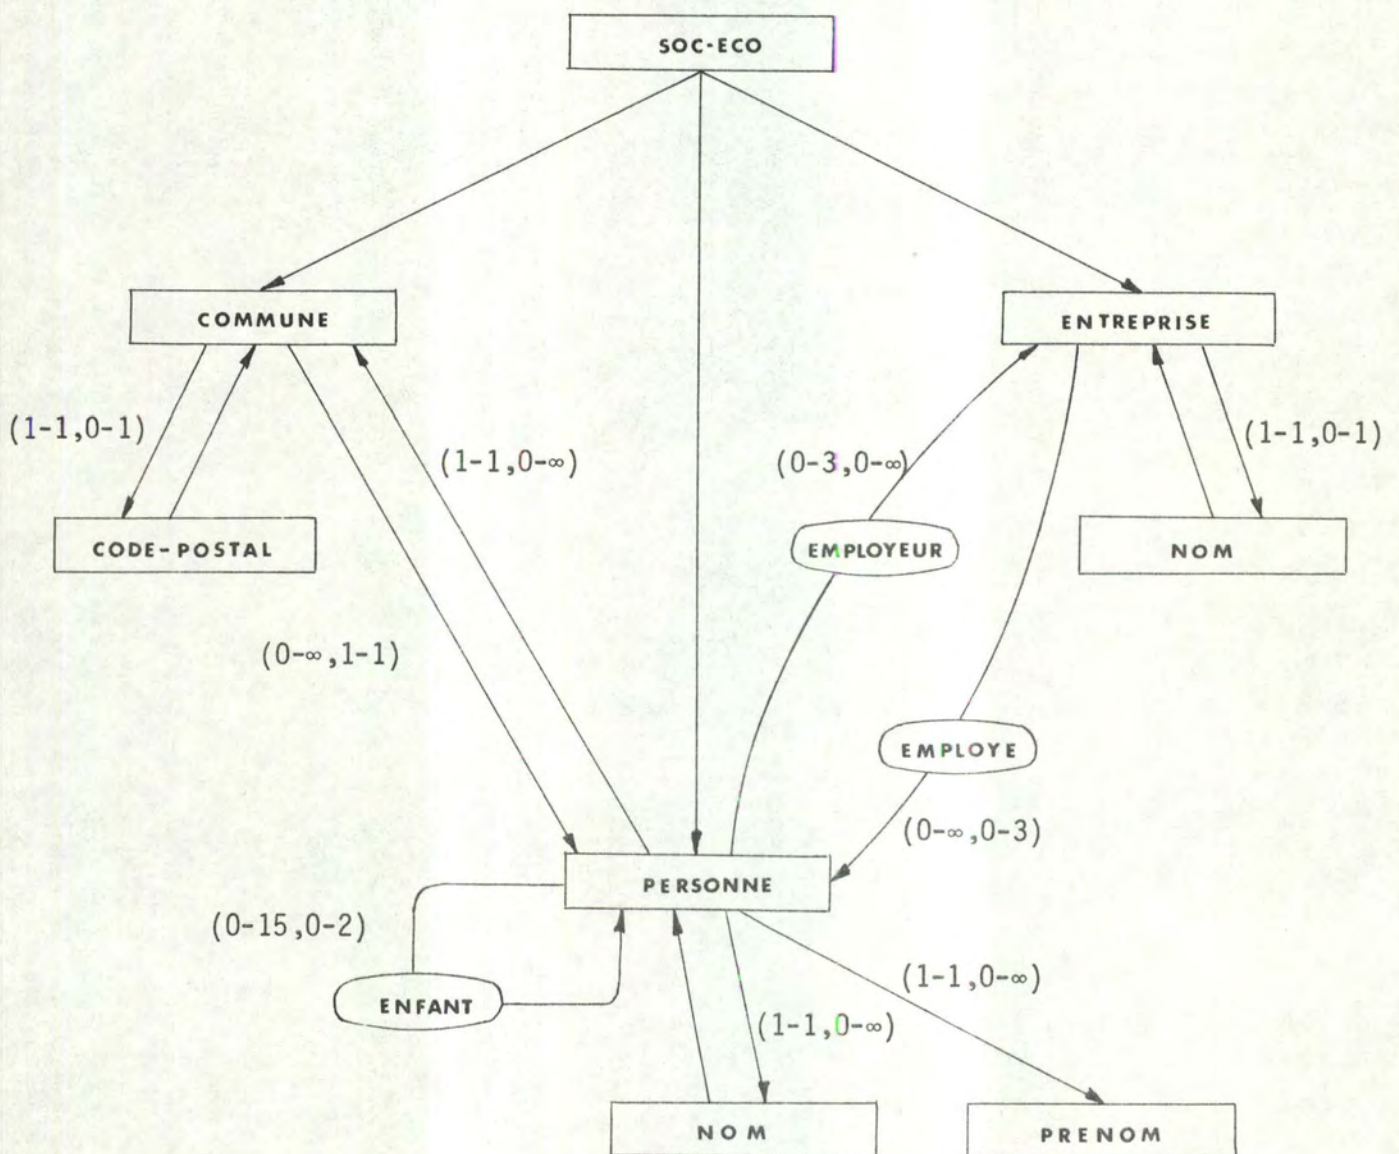 SOC-ECO
COMMUNE
ENTREPRISE
(1-1,0-1)
(1-1,0-∞)
(0-3,0-∞)
(1-1,0-1)
CODE-POSTAL
EMPLOYEUR
NOM
(0-∞,1-1)
EMPLOYE
(0-∞,0-3)
PERSONNE
(0-15,0-2)
(1-1,0-∞)
ENFANT
(1-1,0-∞)
NOM
PRENOM